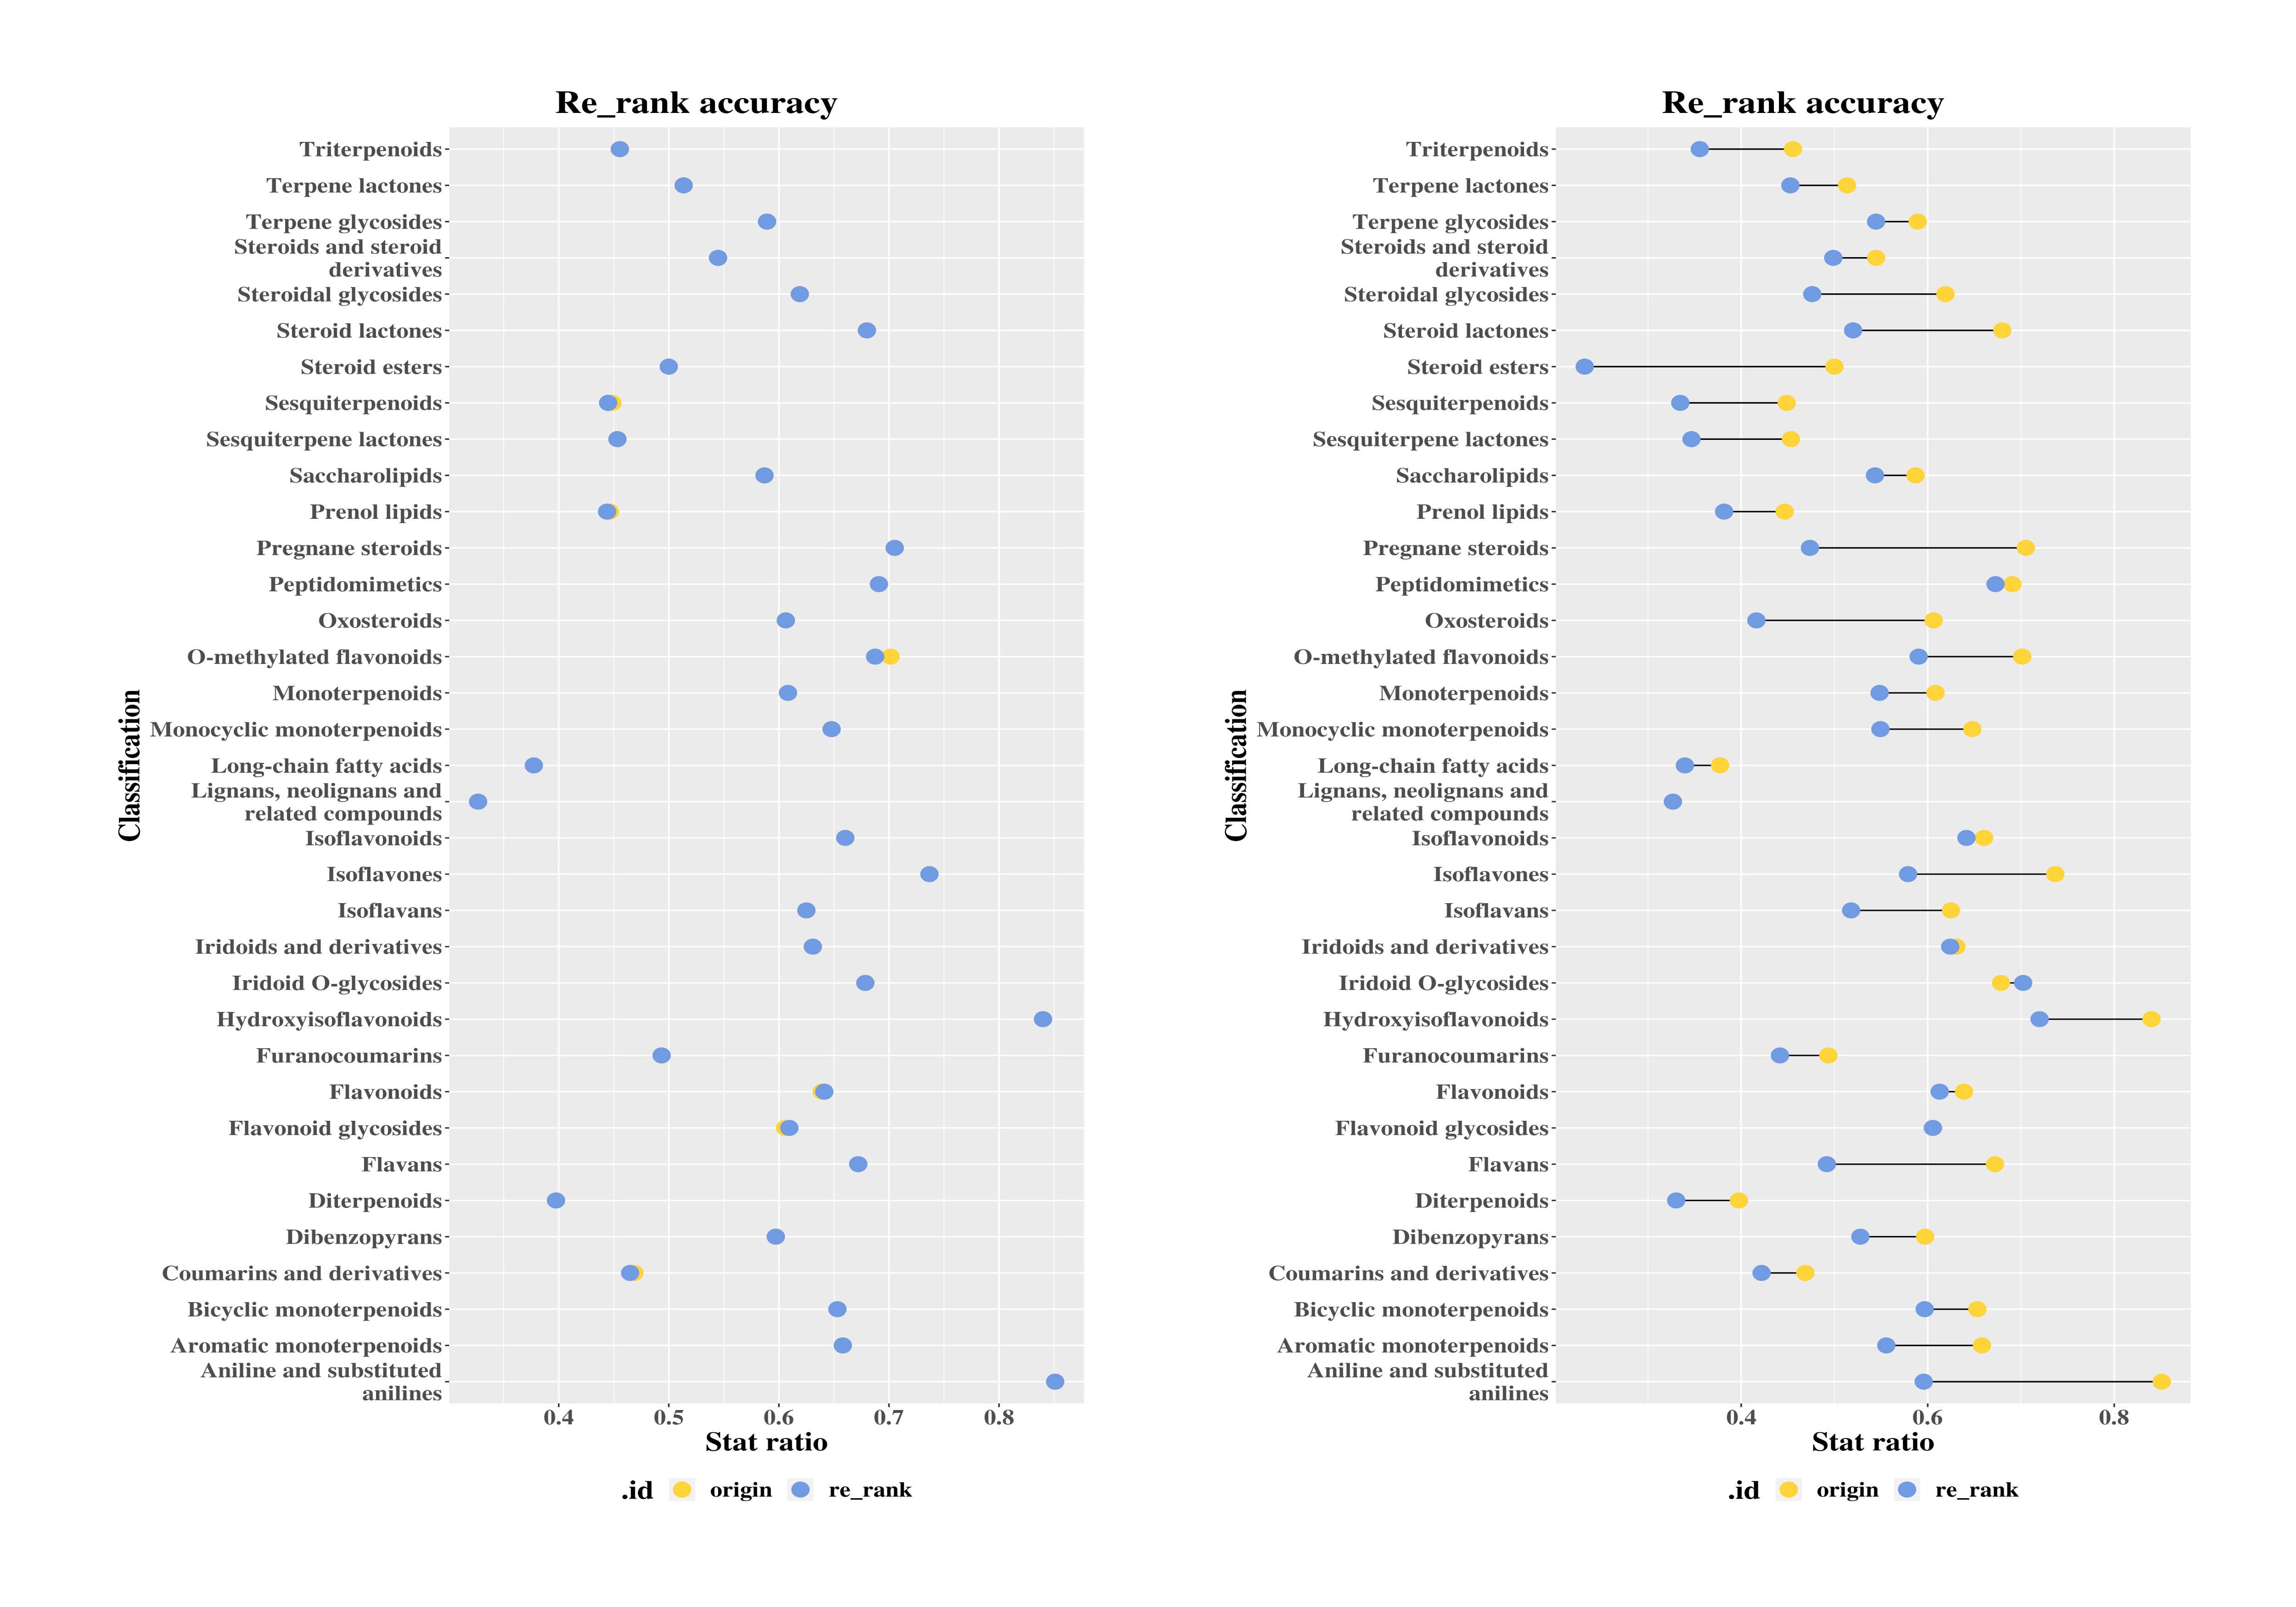 Re_rank accuracy
Classification
Triterpenoids
Terpene lactones
Terpene glycosides
Steroids and steroid
derivatives
Steroidal glycosides
Steroid lactones
Steroid esters
Sesquiterpenoids
Sesquiterpene lactones
Saccharolipids
Prenol lipids
Pregnane steroids
Peptidomimetics
Oxosteroids
O-methylated flavonoids
Monoterpenoids
Monocyclic monoterpenoids
Long-chain fatty acids
Lignans, neolignans and
related compounds
Isoflavonoids
Isoflavones
Isoflavans
Iridoids and derivatives
Iridoid O-glycosides
Hydroxyisoflavonoids
Furanocoumarins
Flavonoids
Flavonoid glycosides
Flavans
Diterpenoids
Dibenzopyrans
Coumarins and derivatives
Bicyclic monoterpenoids
Aromatic monoterpenoids
Aniline and substituted
anilines
0.4 0.5 0.6 0.7 0.8
Stat ratio
.id origin re_rank
Re_rank accuracy
Classification
Triterpenoids
Terpene lactones
Terpene glycosides
Steroids and steroid
derivatives
Steroidal glycosides
Steroid lactones
Steroid esters
Sesquiterpenoids
Sesquiterpene lactones
Saccharolipids
Prenol lipids
Pregnane steroids
Peptidomimetics
Oxosteroids
O-methylated flavonoids
Monoterpenoids
Monocyclic monoterpenoids
Long-chain fatty acids
Lignans, neolignans and
related compounds
Isoflavonoids
Isoflavones
Isoflavans
Iridoids and derivatives
Iridoid O-glycosides
Hydroxyisoflavonoids
Furanocoumarins
Flavonoids
Flavonoid glycosides
Flavans
Diterpenoids
Dibenzopyrans
Coumarins and derivatives
Bicyclic monoterpenoids
Aromatic monoterpenoids
Aniline and substituted
anilines
0.4 0.6 0.8
Stat ratio
.id origin re_rank